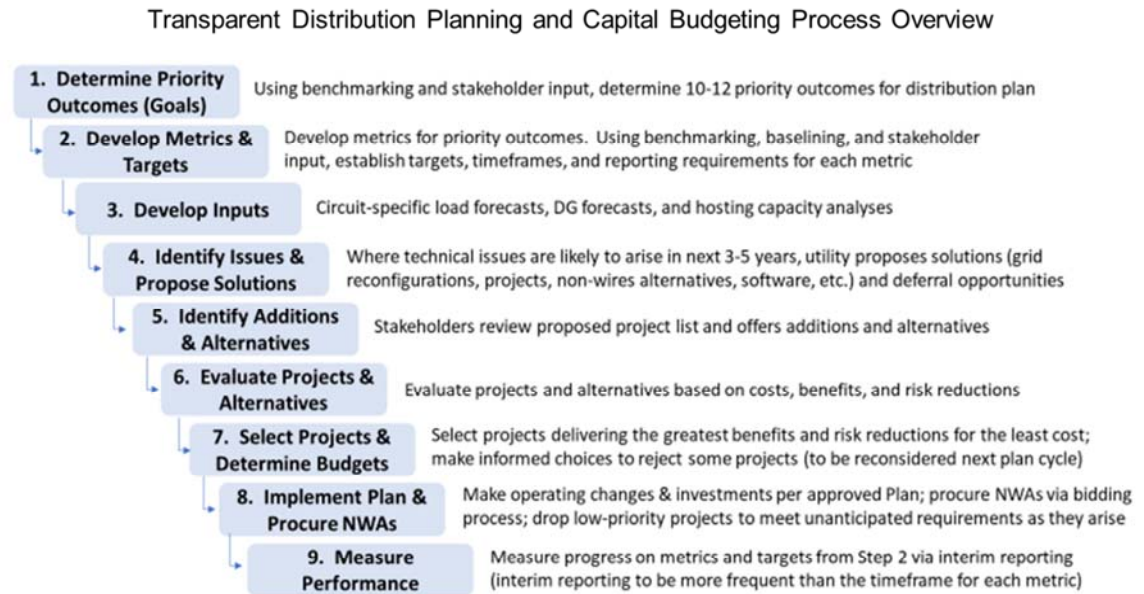 Transparent Distribution Planning and Capital Budgeting Process Overview
1. Determine Priority
Outcomes (Goals)
Using benchmarking and stakeholder input, determine 10-12 priority outcomes for distribution plan
2. Develop Metrics &
Targets
Develop metrics for priority outcomes. Using benchmarking, baselining, and stakeholder
input, establish targets, timeframes, and reporting requirements for each metric
3. Develop Inputs
Circuit-specific load forecasts, DG forecasts, and hosting capacity analyses
4. Identify Issues &
Propose Solutions
Where technical issues are likely to arise in next 3-5 years, utility proposes solutions (grid
reconfigurations, projects, non-wires alternatives, software, etc.) and deferral opportunities
5. Identify Additions
& Alternatives
Stakeholders review proposed project list and offers additions and alternatives
6. Evaluate Projects &
Alternatives
Evaluate projects and alternatives based on costs, benefits, and risk reductions
7. Select Projects &
Determine Budgets
Select projects delivering the greatest benefits and risk reductions for the least cost;
make informed choices to reject some projects (to be reconsidered next plan cycle)
8. Implement Plan &
Procure NWAs
Make operating changes & investments per approved Plan; procure NWAs via bidding
process; drop low-priority projects to meet unanticipated requirements as they arise
9. Measure
Performance
Measure progress on metrics and targets from Step 2 via interim reporting
(interim reporting to be more frequent than the timeframe for each metric)